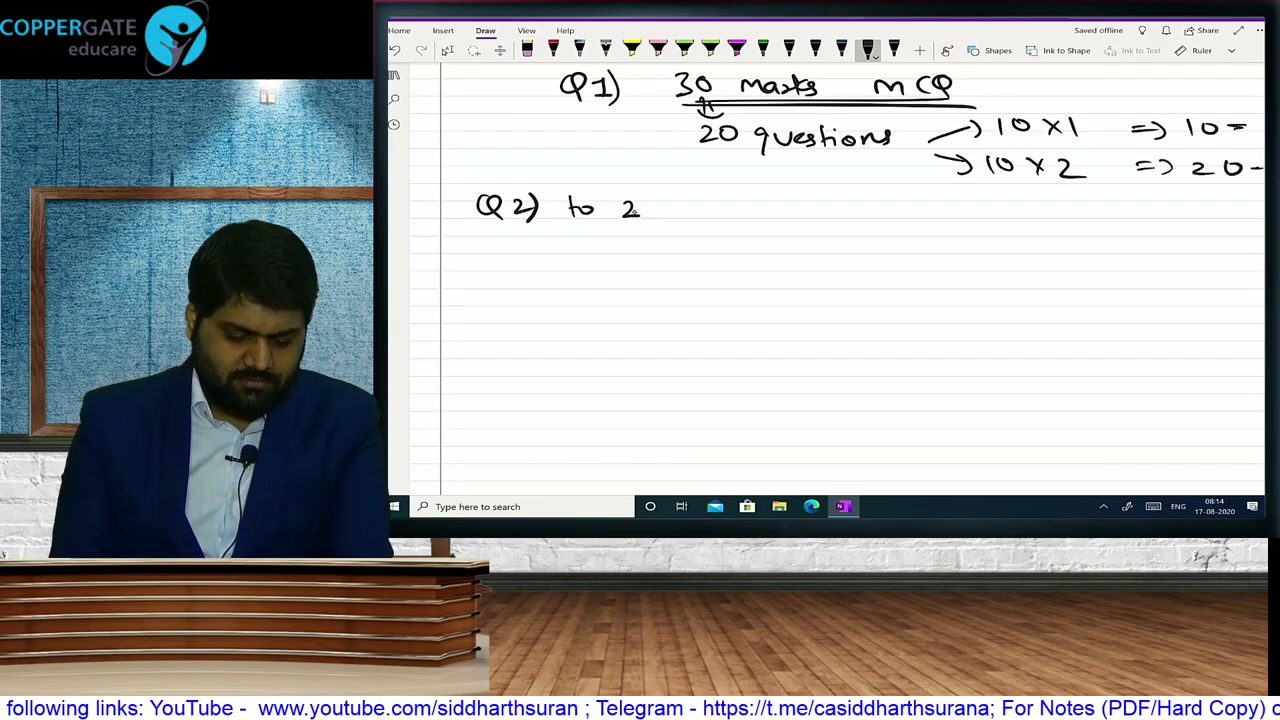 COPPERGATE
educare
Home Insert Draw View Help
Saved offline Share
Shapes Ink to Shape Ink to Text Ruler
Q1) 30 marks MCQ
20 questions → 10 X 1 => 10 =
→ 10 X 2 => 20 -
Q2) to 2
Type here to search
ENG
08:14
17-08-2020
following links: YouTube - www.youtube.com/siddharthsuran ; Telegram - https://t.me/casiddharthsurana; For Notes (PDF/Hard Copy)